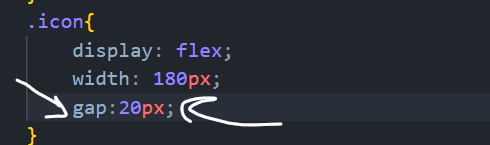 .icon{
display: flex;
width: 180px;
gap:20px;
}